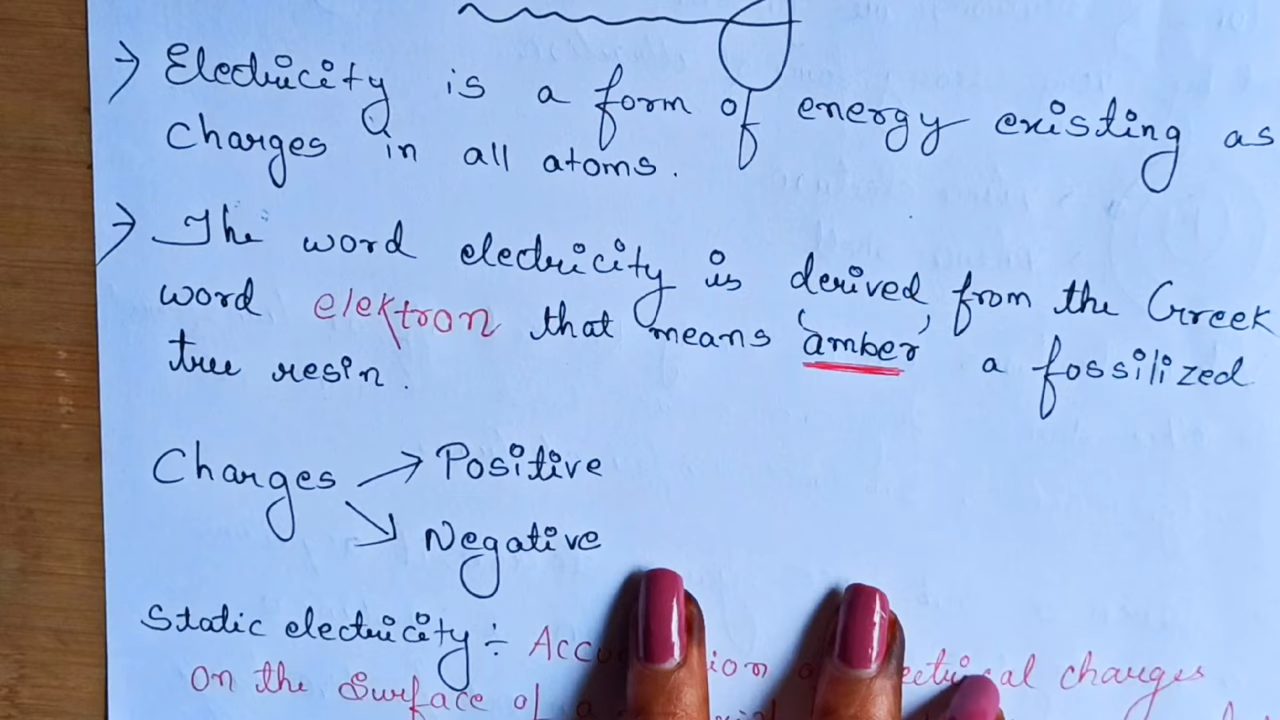 → Electricity is a form of energy existing as
charges in all atoms.
→ The word electricity is derived from the Greek
word elektron that means 'amber' a fossilized
tree resin.
Charges → Positive
→ Negative
Static electricity :- charges
on the surface of